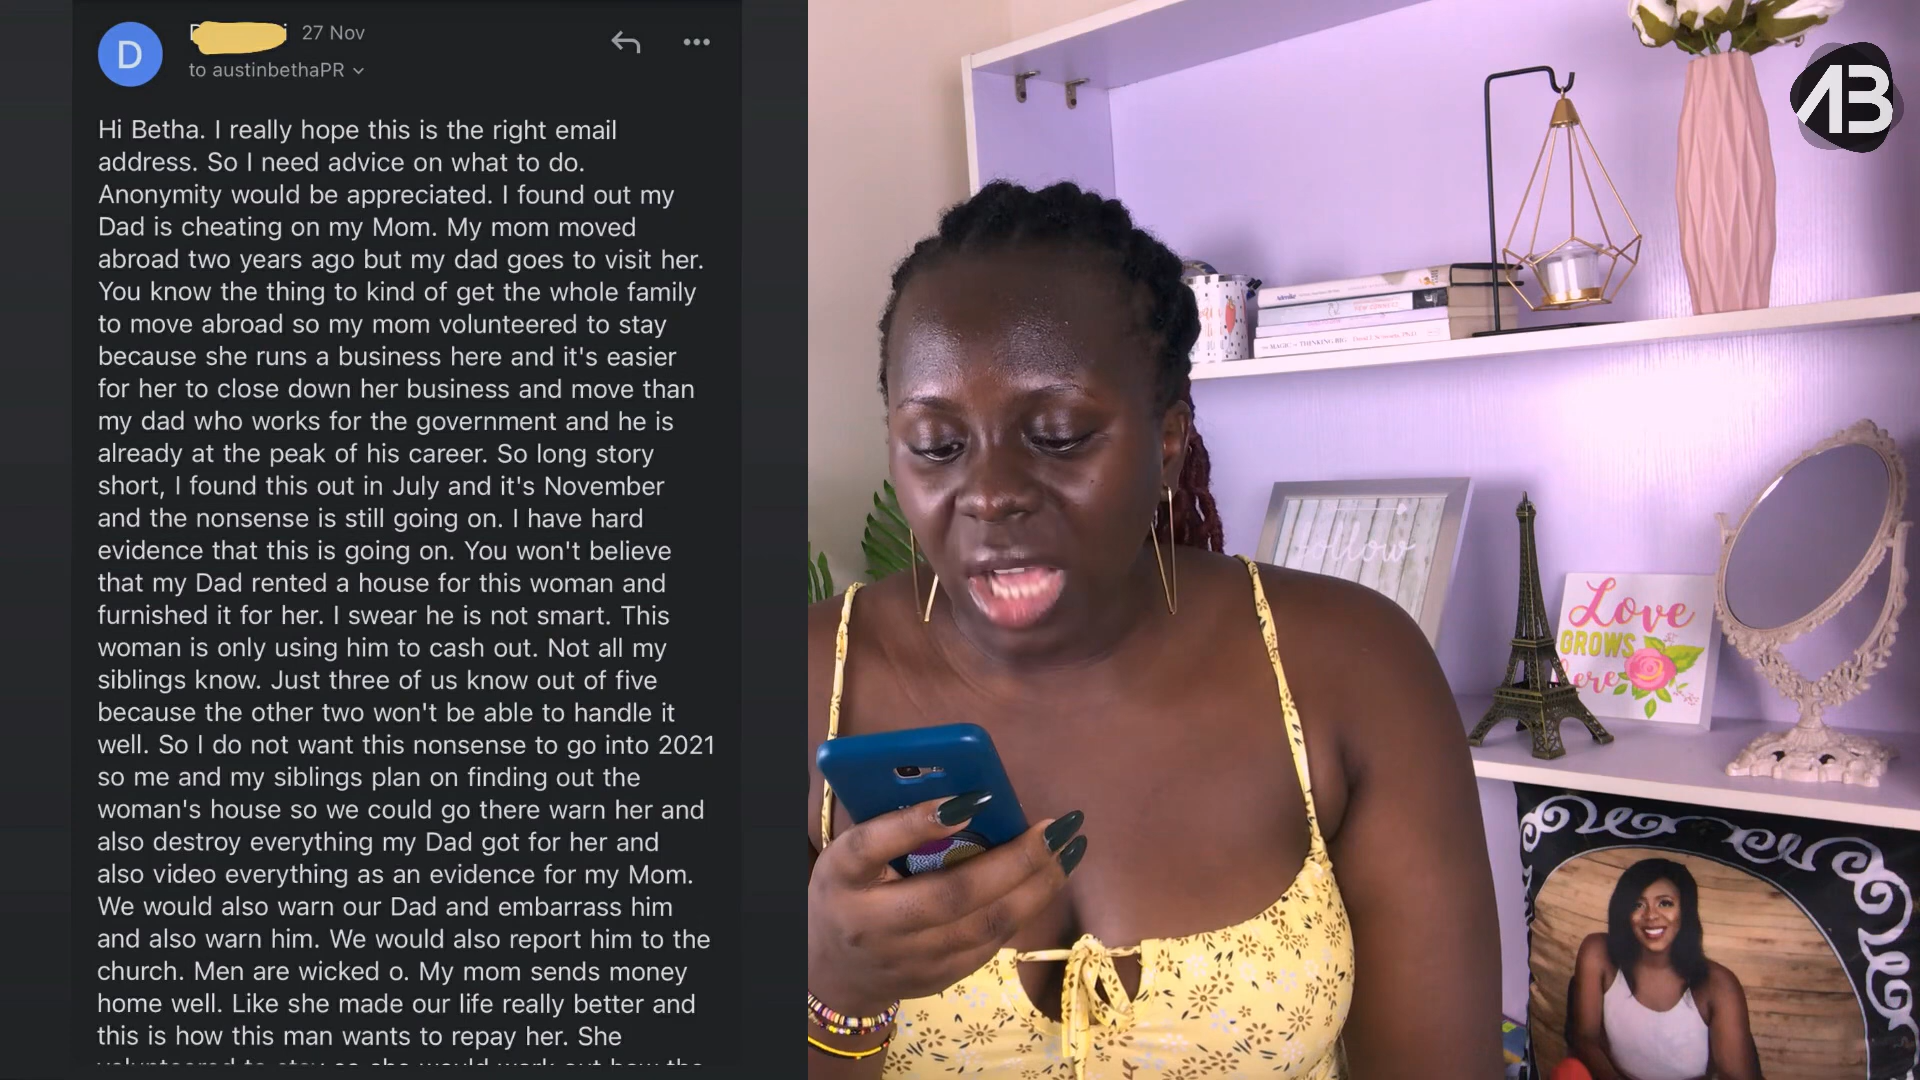 D
27 Nov
to austinbethaPR
Hi Betha. I really hope this is the right email
address. So I need advice on what to do.
Anonymity would be appreciated. I found out my
Dad is cheating on my Mom. My mom moved
abroad two years ago but my dad goes to visit her.
You know the thing to kind of get the whole family
to move abroad so my mom volunteered to stay
because she runs a business here and it's easier
for her to close down her business and move than
my dad who works for the government and he is
already at the peak of his career. So long story
short, I found this out in July and it's November
and the nonsense is still going on. I have hard
evidence that this is going on. You won't believe
that my Dad rented a house for this woman and
furnished it for her. I swear he is not smart. This
woman is only using him to cash out. Not all my
siblings know. Just three of us know out of five
because the other two won't be able to handle it
well. So I do not want this nonsense to go into 2021
so me and my siblings plan on finding out the
woman's house so we could go there warn her and
also destroy everything my Dad got for her and
also video everything as an evidence for my Mom.
We would also warn our Dad and embarrass him
and also warn him. We would also report him to the
church. Men are wicked o. My mom sends money
home well. Like she made our life really better and
this is how this man wants to repay her. She
AB
MAGIC OF THINKING BIG
follow
Love
GROWS
here